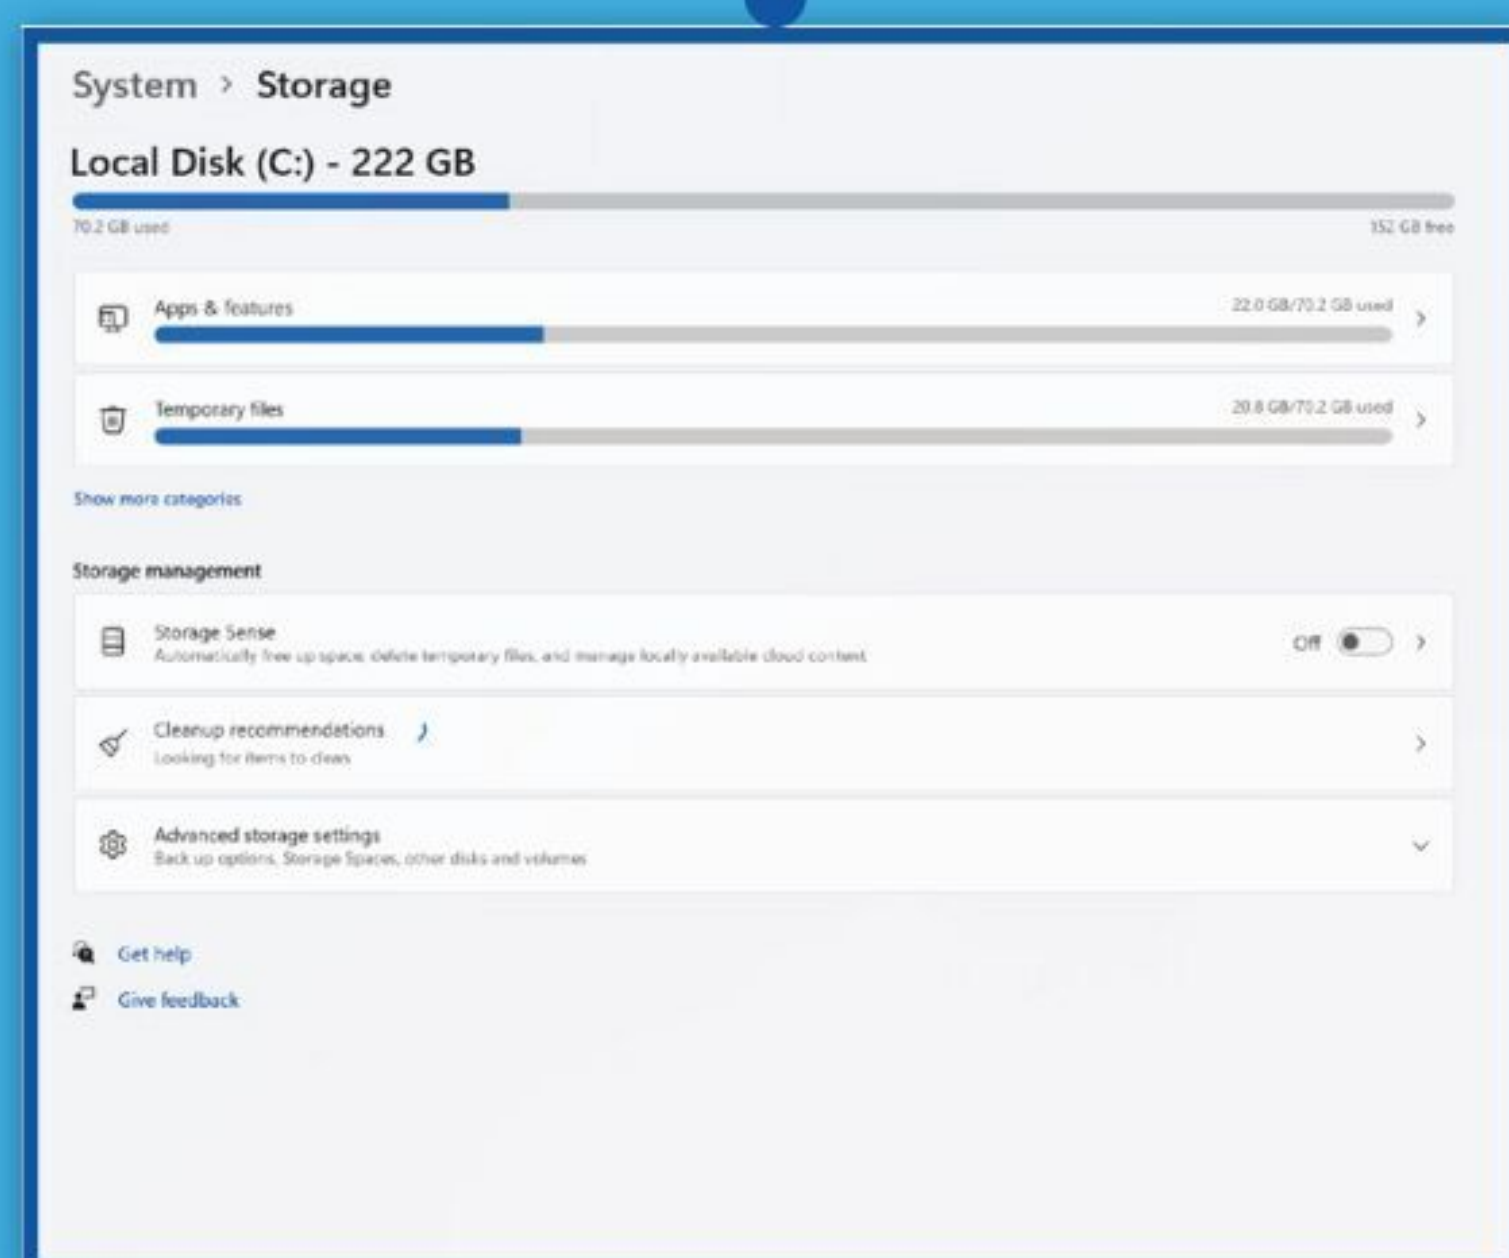 System > Storage
Local Disk (C:) - 222 GB
70.2 GB used
152 GB free
Apps & features
22.0 GB/70.2 GB used
Temporary files
20.8 GB/70.2 GB used
Show more categories
Storage management
Storage Sense
Off
Automatically free up space, delete temporary files, and manage locally available cloud content
Cleanup recommendations
Looking for items to clean
Advanced storage settings
Back up options, Storage Spaces, other disks and volumes
Get help
Give feedback